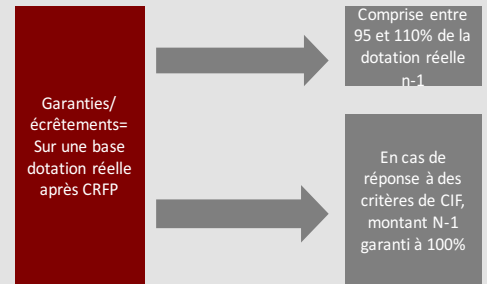 Garanties/
écrêtements=
Sur une base
dotation réelle
après CRFP
Comprise entre
95 et 110% de la
dotation réelle
n-1
En cas de
réponse à des
critères de CIF,
montant N-1
garanti à 100%